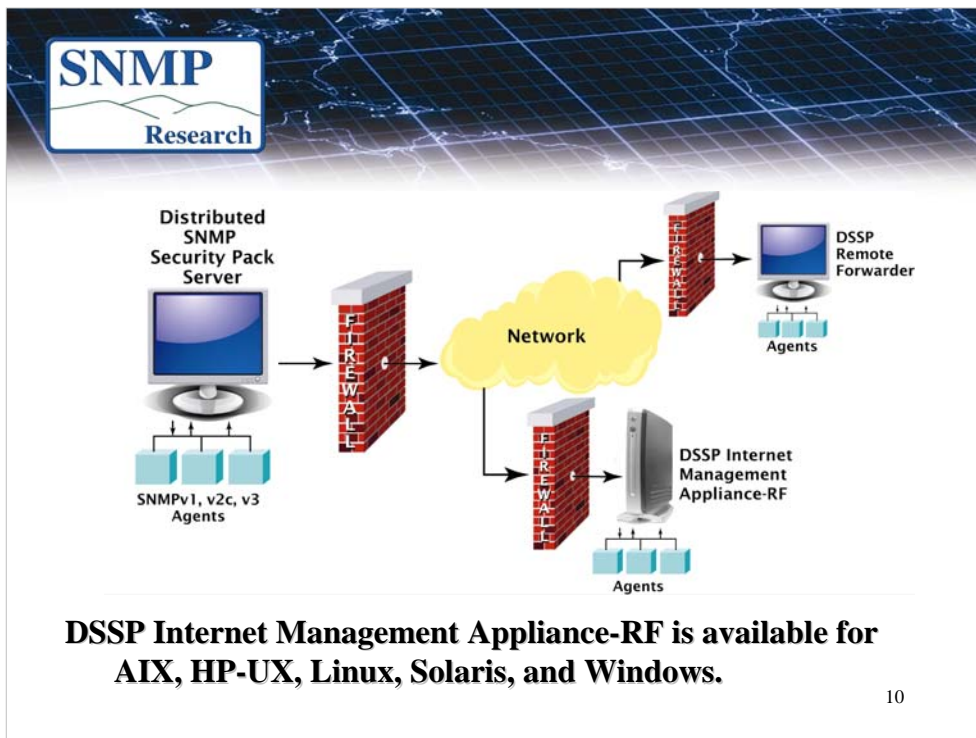 SNMP
Research
Distributed
SNMP
Security Pack
Server
FIREWALL
SNMPv1, v2c, v3
Agents
Network
FIREWALL
DSSP
Remote
Forwarder
Agents
FIREWALL
DSSP Internet
Management
Appliance-RF
Agents
DSSP Internet Management Appliance-RF is available for
AIX, HP-UX, Linux, Solaris, and Windows.
10